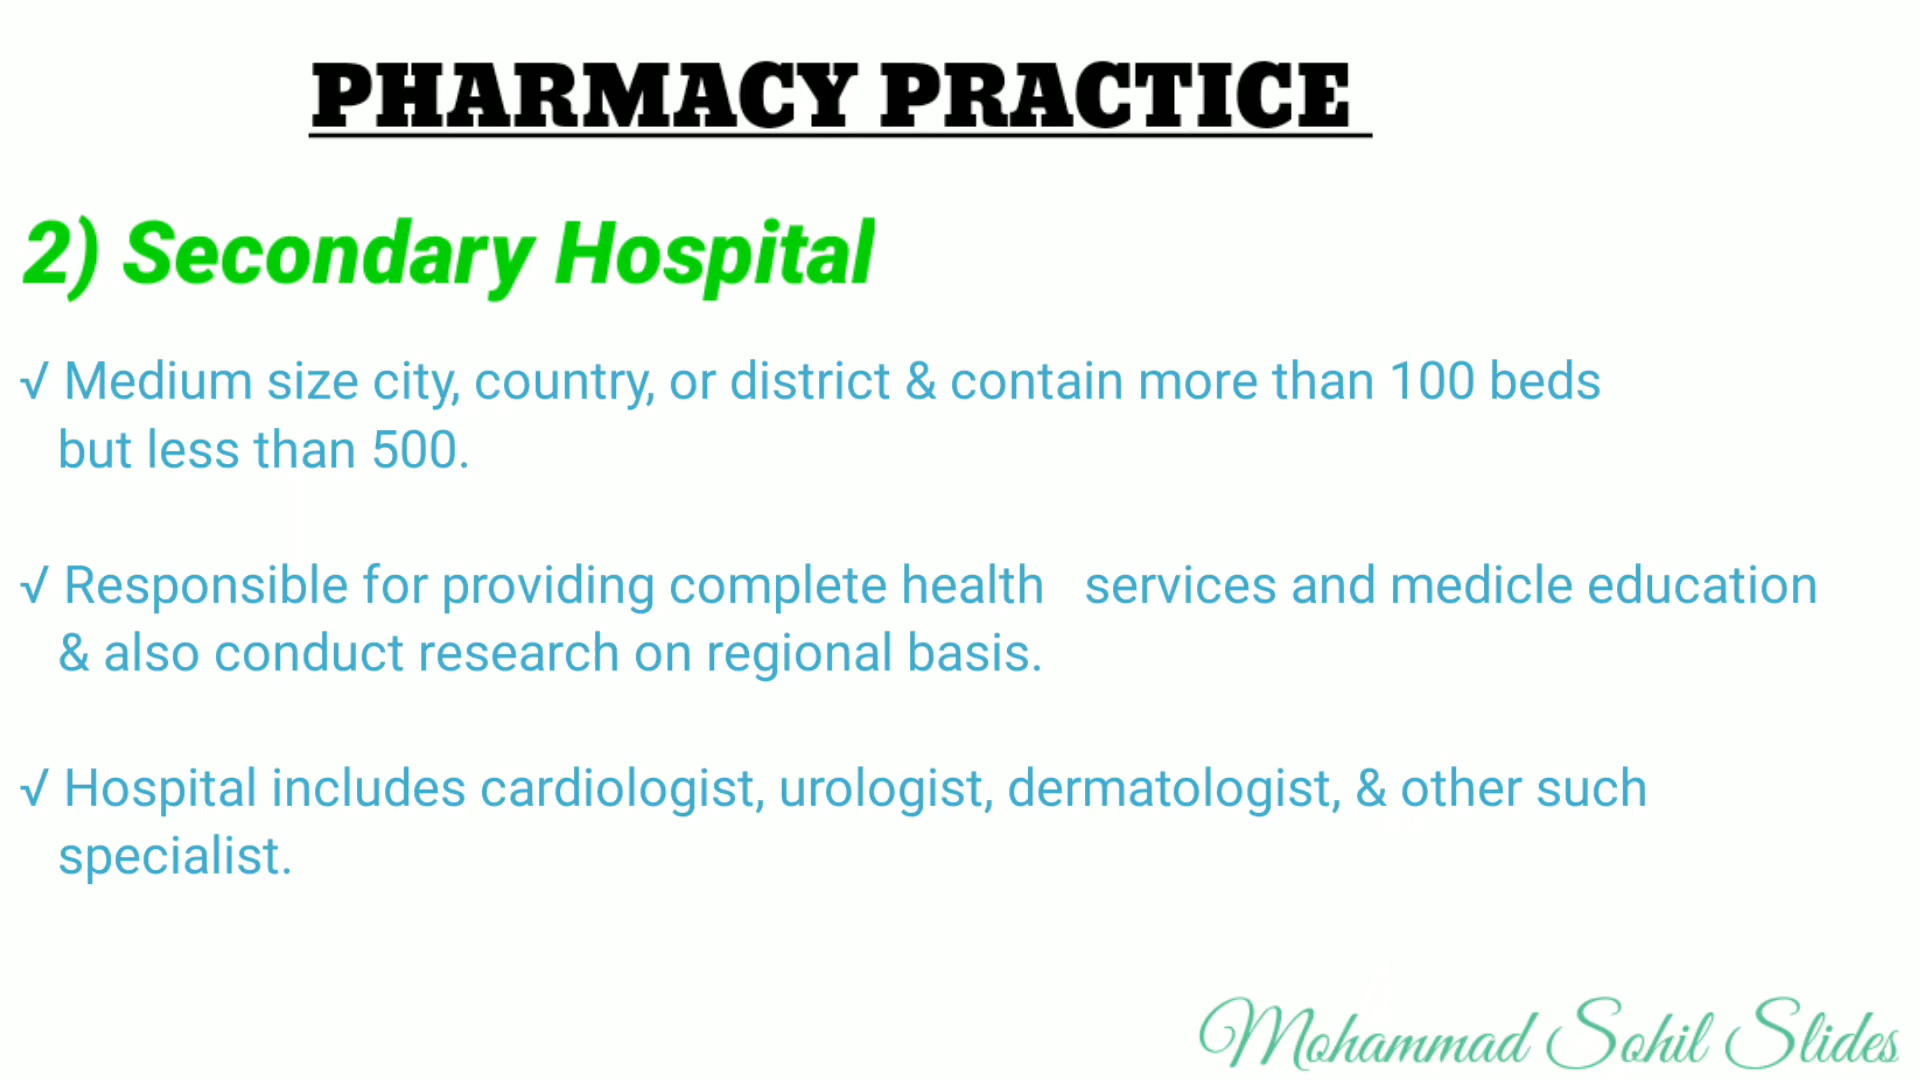 PHARMACY PRACTICE
2) Secondary Hospital
√ Medium size city, country, or district & contain more than 100 beds
but less than 500.
√ Responsible for providing complete health   services and medicle education
& also conduct research on regional basis.
√ Hospital includes cardiologist, urologist, dermatologist, & other such
specialist.
Mohammad Sohil Slides